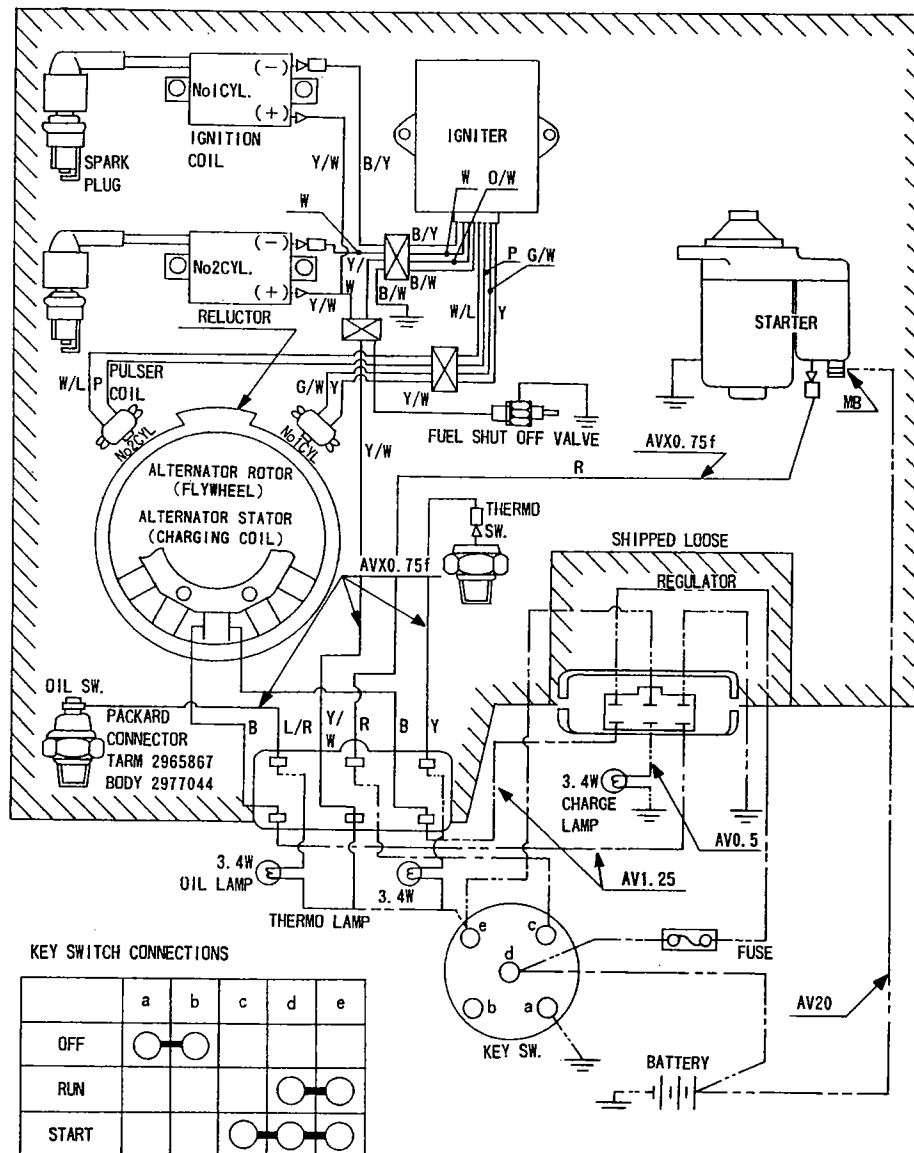 (-)
No1CYL.
(+)
IGNITION
COIL
SPARK
PLUG
IGNITER
Y/W
B/Y
W
O/W
W
B/Y
P
G/W
(-)
No2CYL.
(+)
Y/W
Y/
W
B/W
B/W
W/L
Y
RELUCTOR
STARTER
MB
W/L
P
PULSER
COIL
G/W
Y
Y/W
No2CYL
No1CYL
FUEL SHUT OFF VALVE
AVX0.75f
Y/W
R
ALTERNATOR ROTOR
(FLYWHEEL)
ALTERNATOR STATOR
(CHARGING COIL)
THERMO
SW.
AVX0.75f
SHIPPED LOOSE
REGULATOR
OIL SW.
PACKARD
CONNECTOR
TARM 2965867
BODY 2977044
B
L/R
Y/
W
R
B
Y
3.4W
CHARGE
LAMP
AV0.5
3.4W
OIL LAMP
3.4W
THERMO LAMP
AV1.25
e
c
d
b
a
KEY SW.
FUSE
AV20
BATTERY
KEY SWITCH CONNECTIONS
a b c d e
OFF
RUN
START